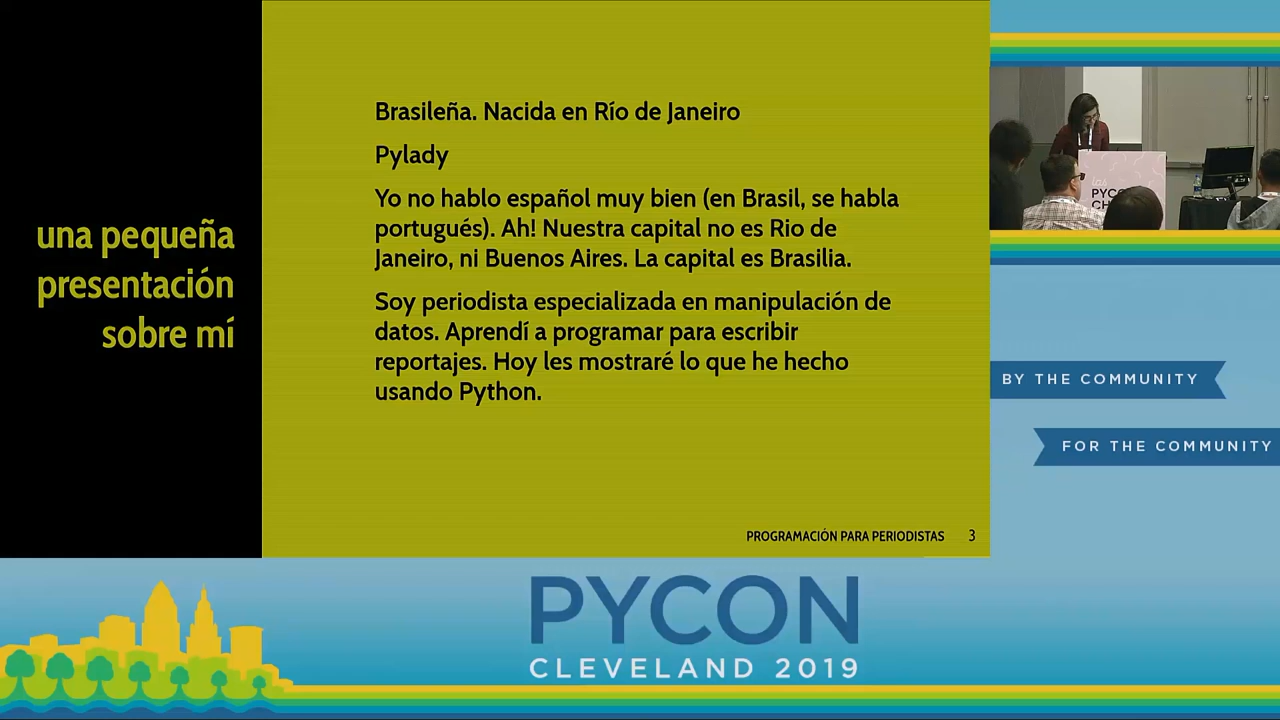 una pequeña
presentación
sobre mí
Brasileña. Nacida en Río de Janeiro
Pylady
Yo no hablo español muy bien (en Brasil, se habla
portugués). Ah! Nuestra capital no es Rio de
Janeiro, ni Buenos Aires. La capital es Brasilia.
Soy periodista especializada en manipulación de
datos. Aprendí a programar para escribir
reportajes. Hoy les mostraré lo que he hecho
usando Python.
PROGRAMACIÓN PARA PERIODISTAS 3
BY THE COMMUNITY
FOR THE COMMUNITY
PYCON
CLEVELAND 2019